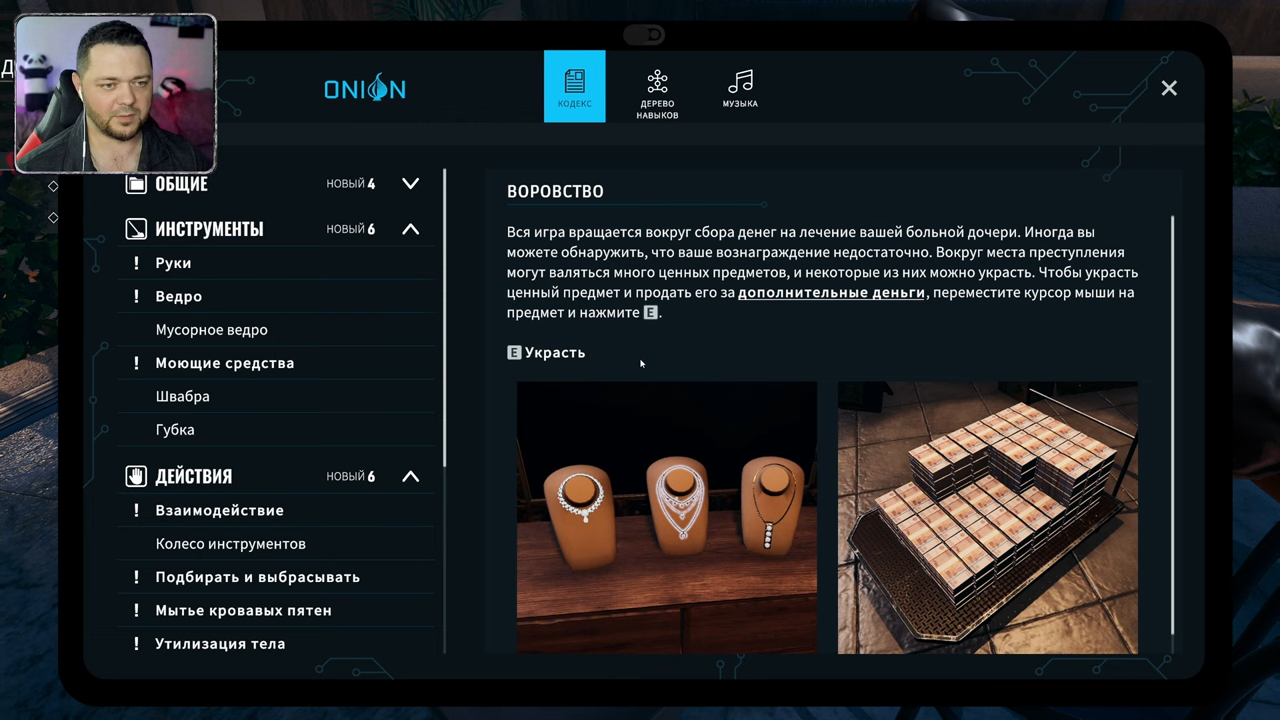 Д
ONION
КОДЕКС
ДЕРЕВО
НАВЫКОВ
МУЗЫКА
ОБЩИЕ
НОВЫЙ 4
ИНСТРУМЕНТЫ
НОВЫЙ 6
! Руки
! Ведро
Мусорное ведро
! Моющие средства
Швабра
Губка
ДЕЙСТВИЯ
НОВЫЙ 6
! Взаимодействие
Колесо инструментов
! Подбирать и выбрасывать
! Мытье кровавых пятен
! Утилизация тела
ВОРОВСТВО
Вся игра вращается вокруг сбора денег на лечение вашей больной дочери. Иногда вы
можете обнаружить, что ваше вознаграждение недостаточно. Вокруг места преступления
могут валяться много ценных предметов, и некоторые из них можно украсть. Чтобы украсть
ценный предмет и продать его за дополнительные деньги, переместите курсор мыши на
предмет и нажмите E.
E Украсть